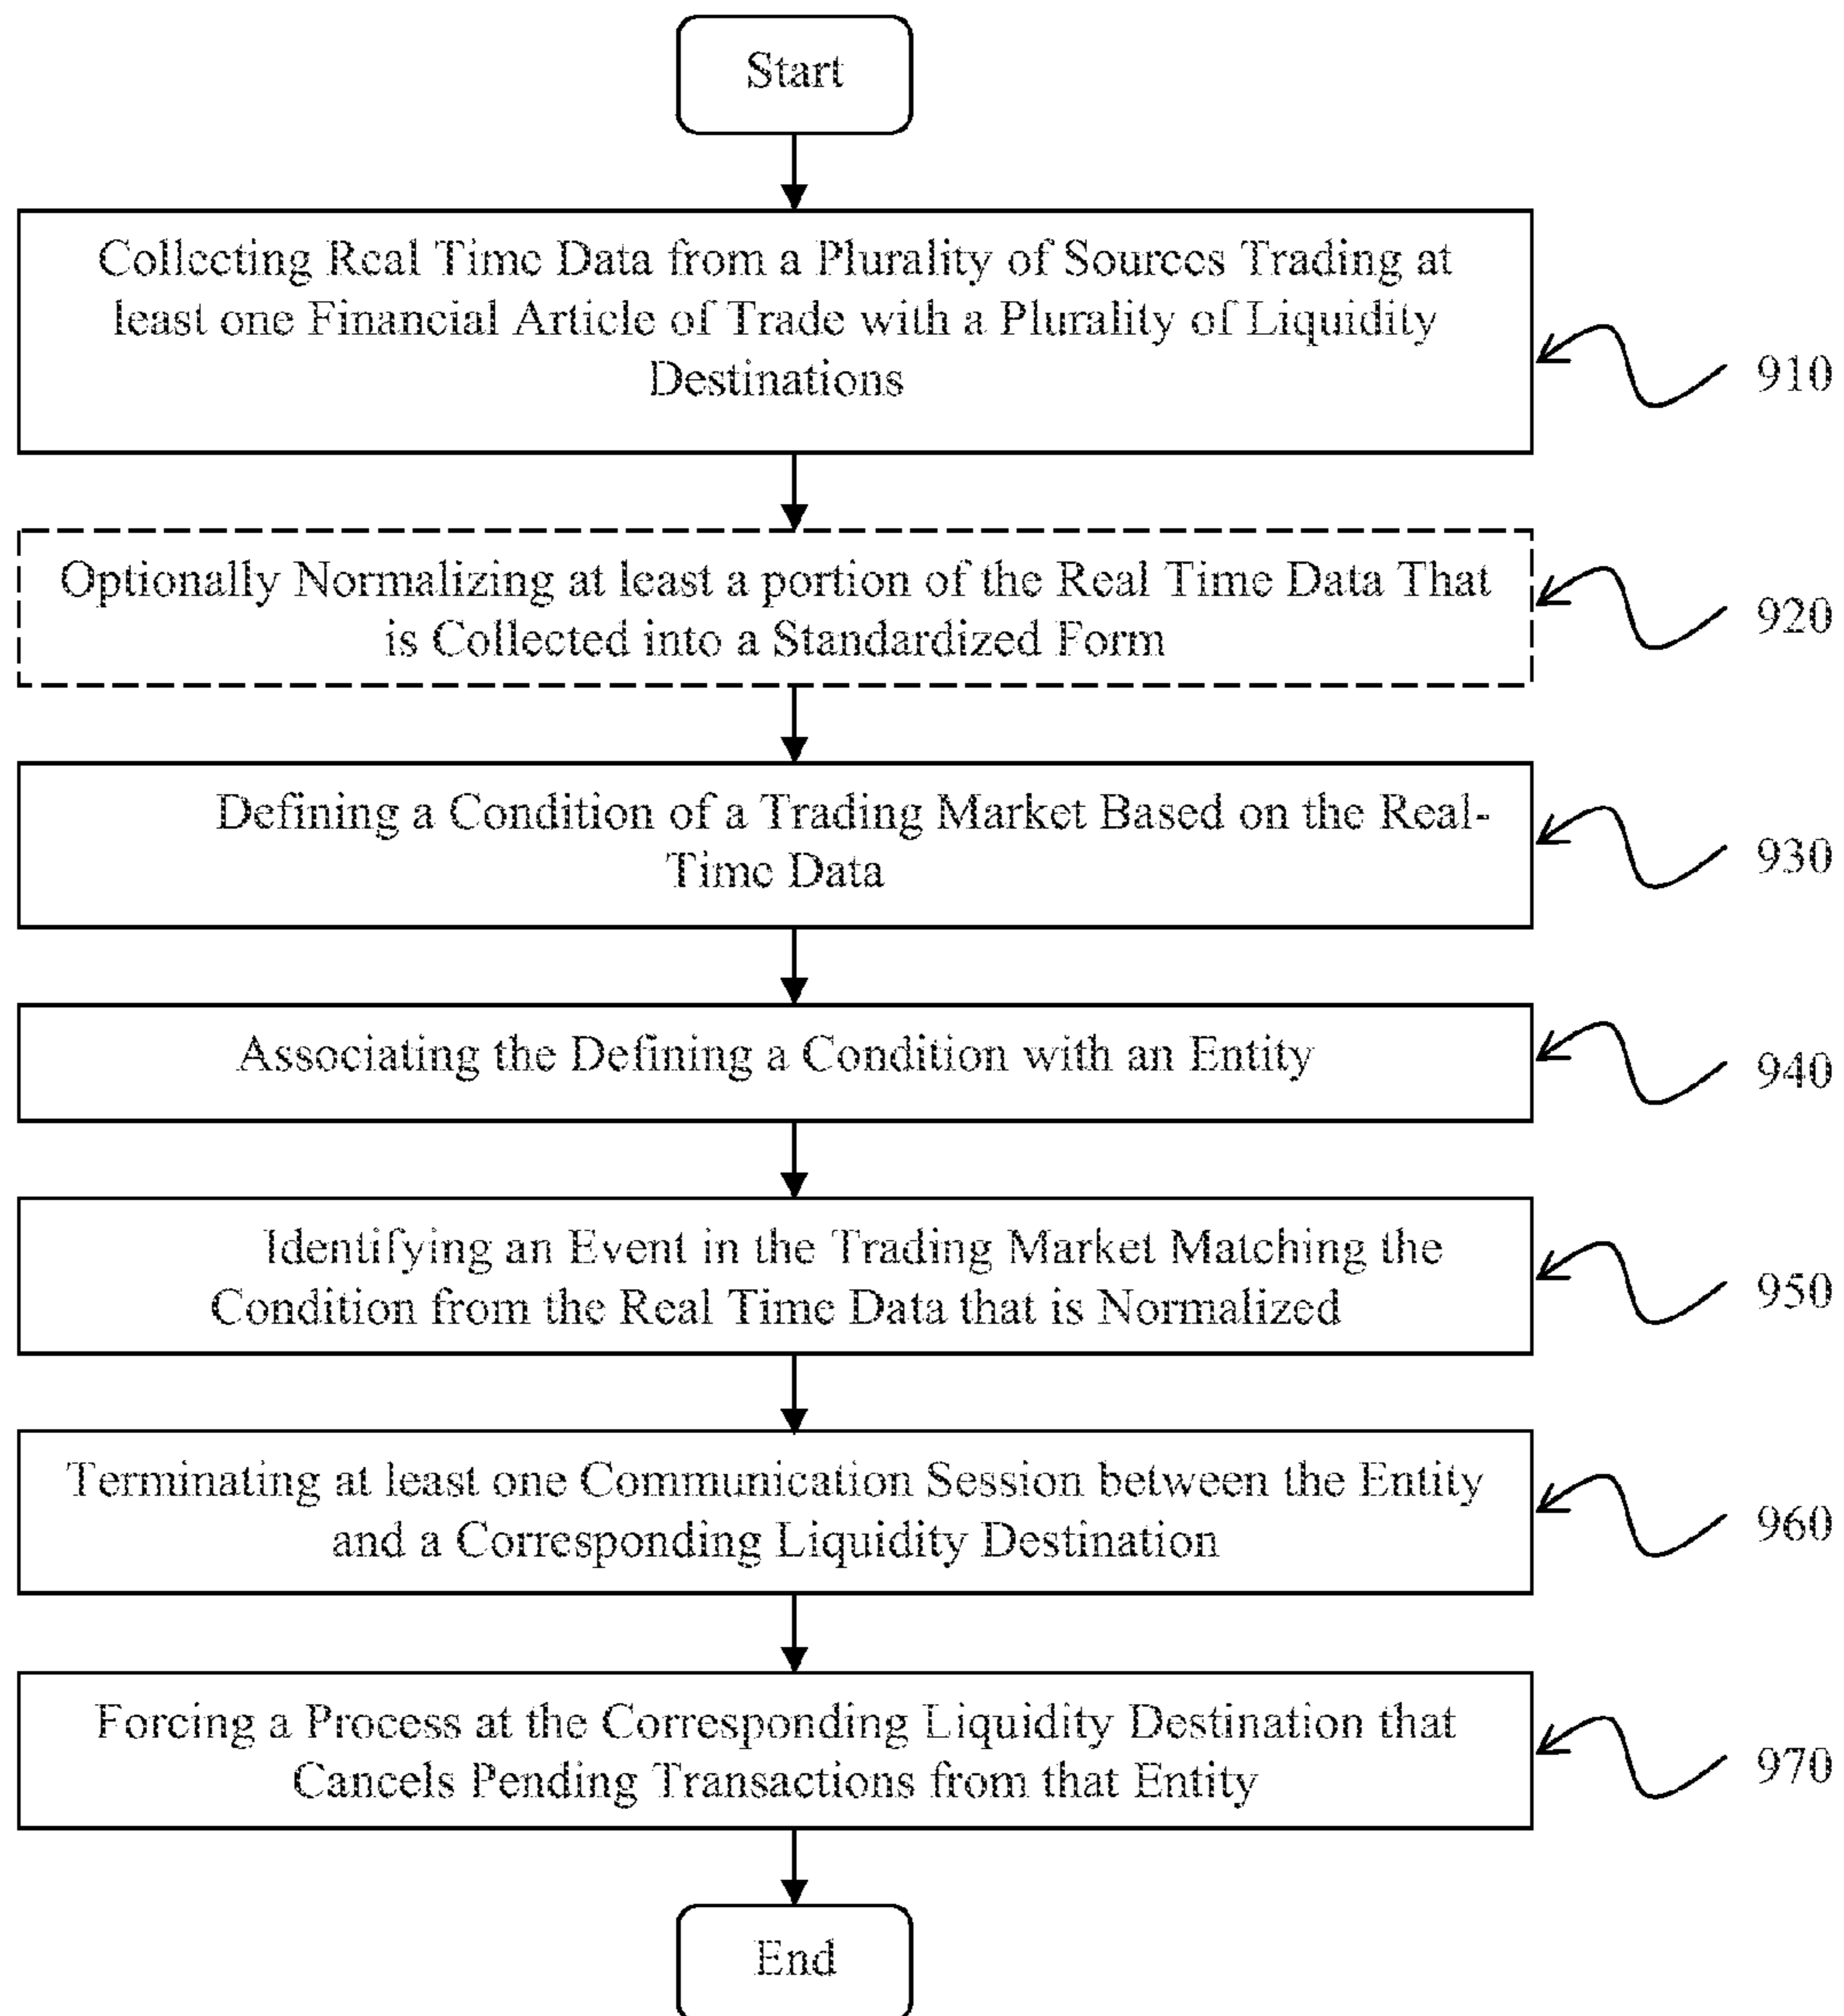 Start
Collecting Real Time Data from a Plurality of Sources Trading at
least one Financial Article of Trade with a Plurality of Liquidity
Destinations
910
Optionally Normalizing at least a portion of the Real Time Data That
is Collected into a Standardized Form
920
Defining a Condition of a Trading Market Based on the Real-
Time Data
930
Associating the Defining a Condition with an Entity
940
Identifying an Event in the Trading Market Matching the
Condition from the Real Time Data that is Normalized
950
Terminating at least one Communication Session between the Entity
and a Corresponding Liquidity Destination
960
Forcing a Process at the Corresponding Liquidity Destination that
Cancels Pending Transactions from that Entity
970
End